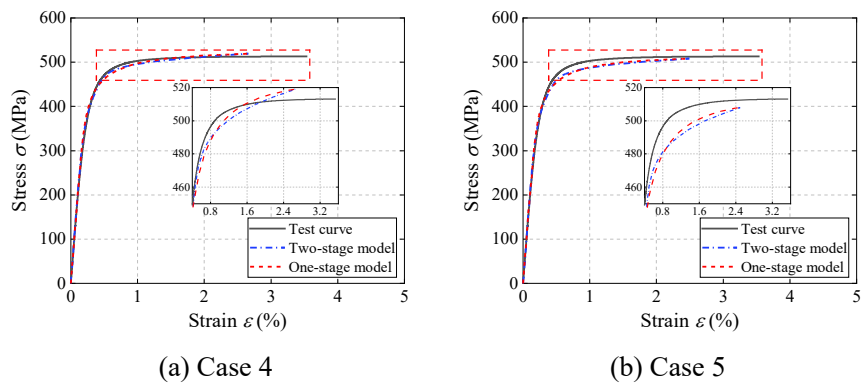 600
500
400
300
200
100
0
Stress σ (MPa)
520
500
480
460
0.8 1.6 2.4 3.2
Test curve
Two-stage model
One-stage model
0 1 2 3 4 5
Strain ε (%)
(a) Case 4
600
500
400
300
200
100
0
Stress σ (MPa)
520
500
480
460
0.8 1.6 2.4 3.2
Test curve
Two-stage model
One-stage model
0 1 2 3 4 5
Strain ε (%)
(b) Case 5